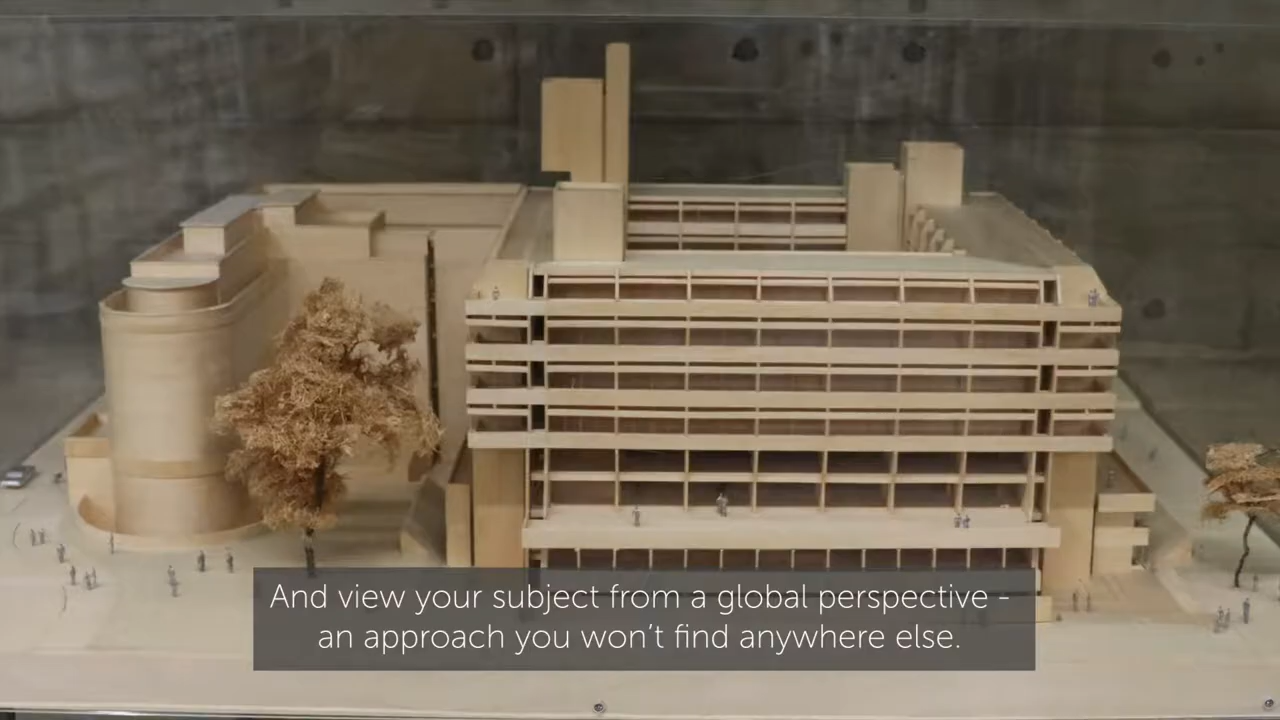 And view your subject from a global perspective -
an approach you won't find anywhere else.